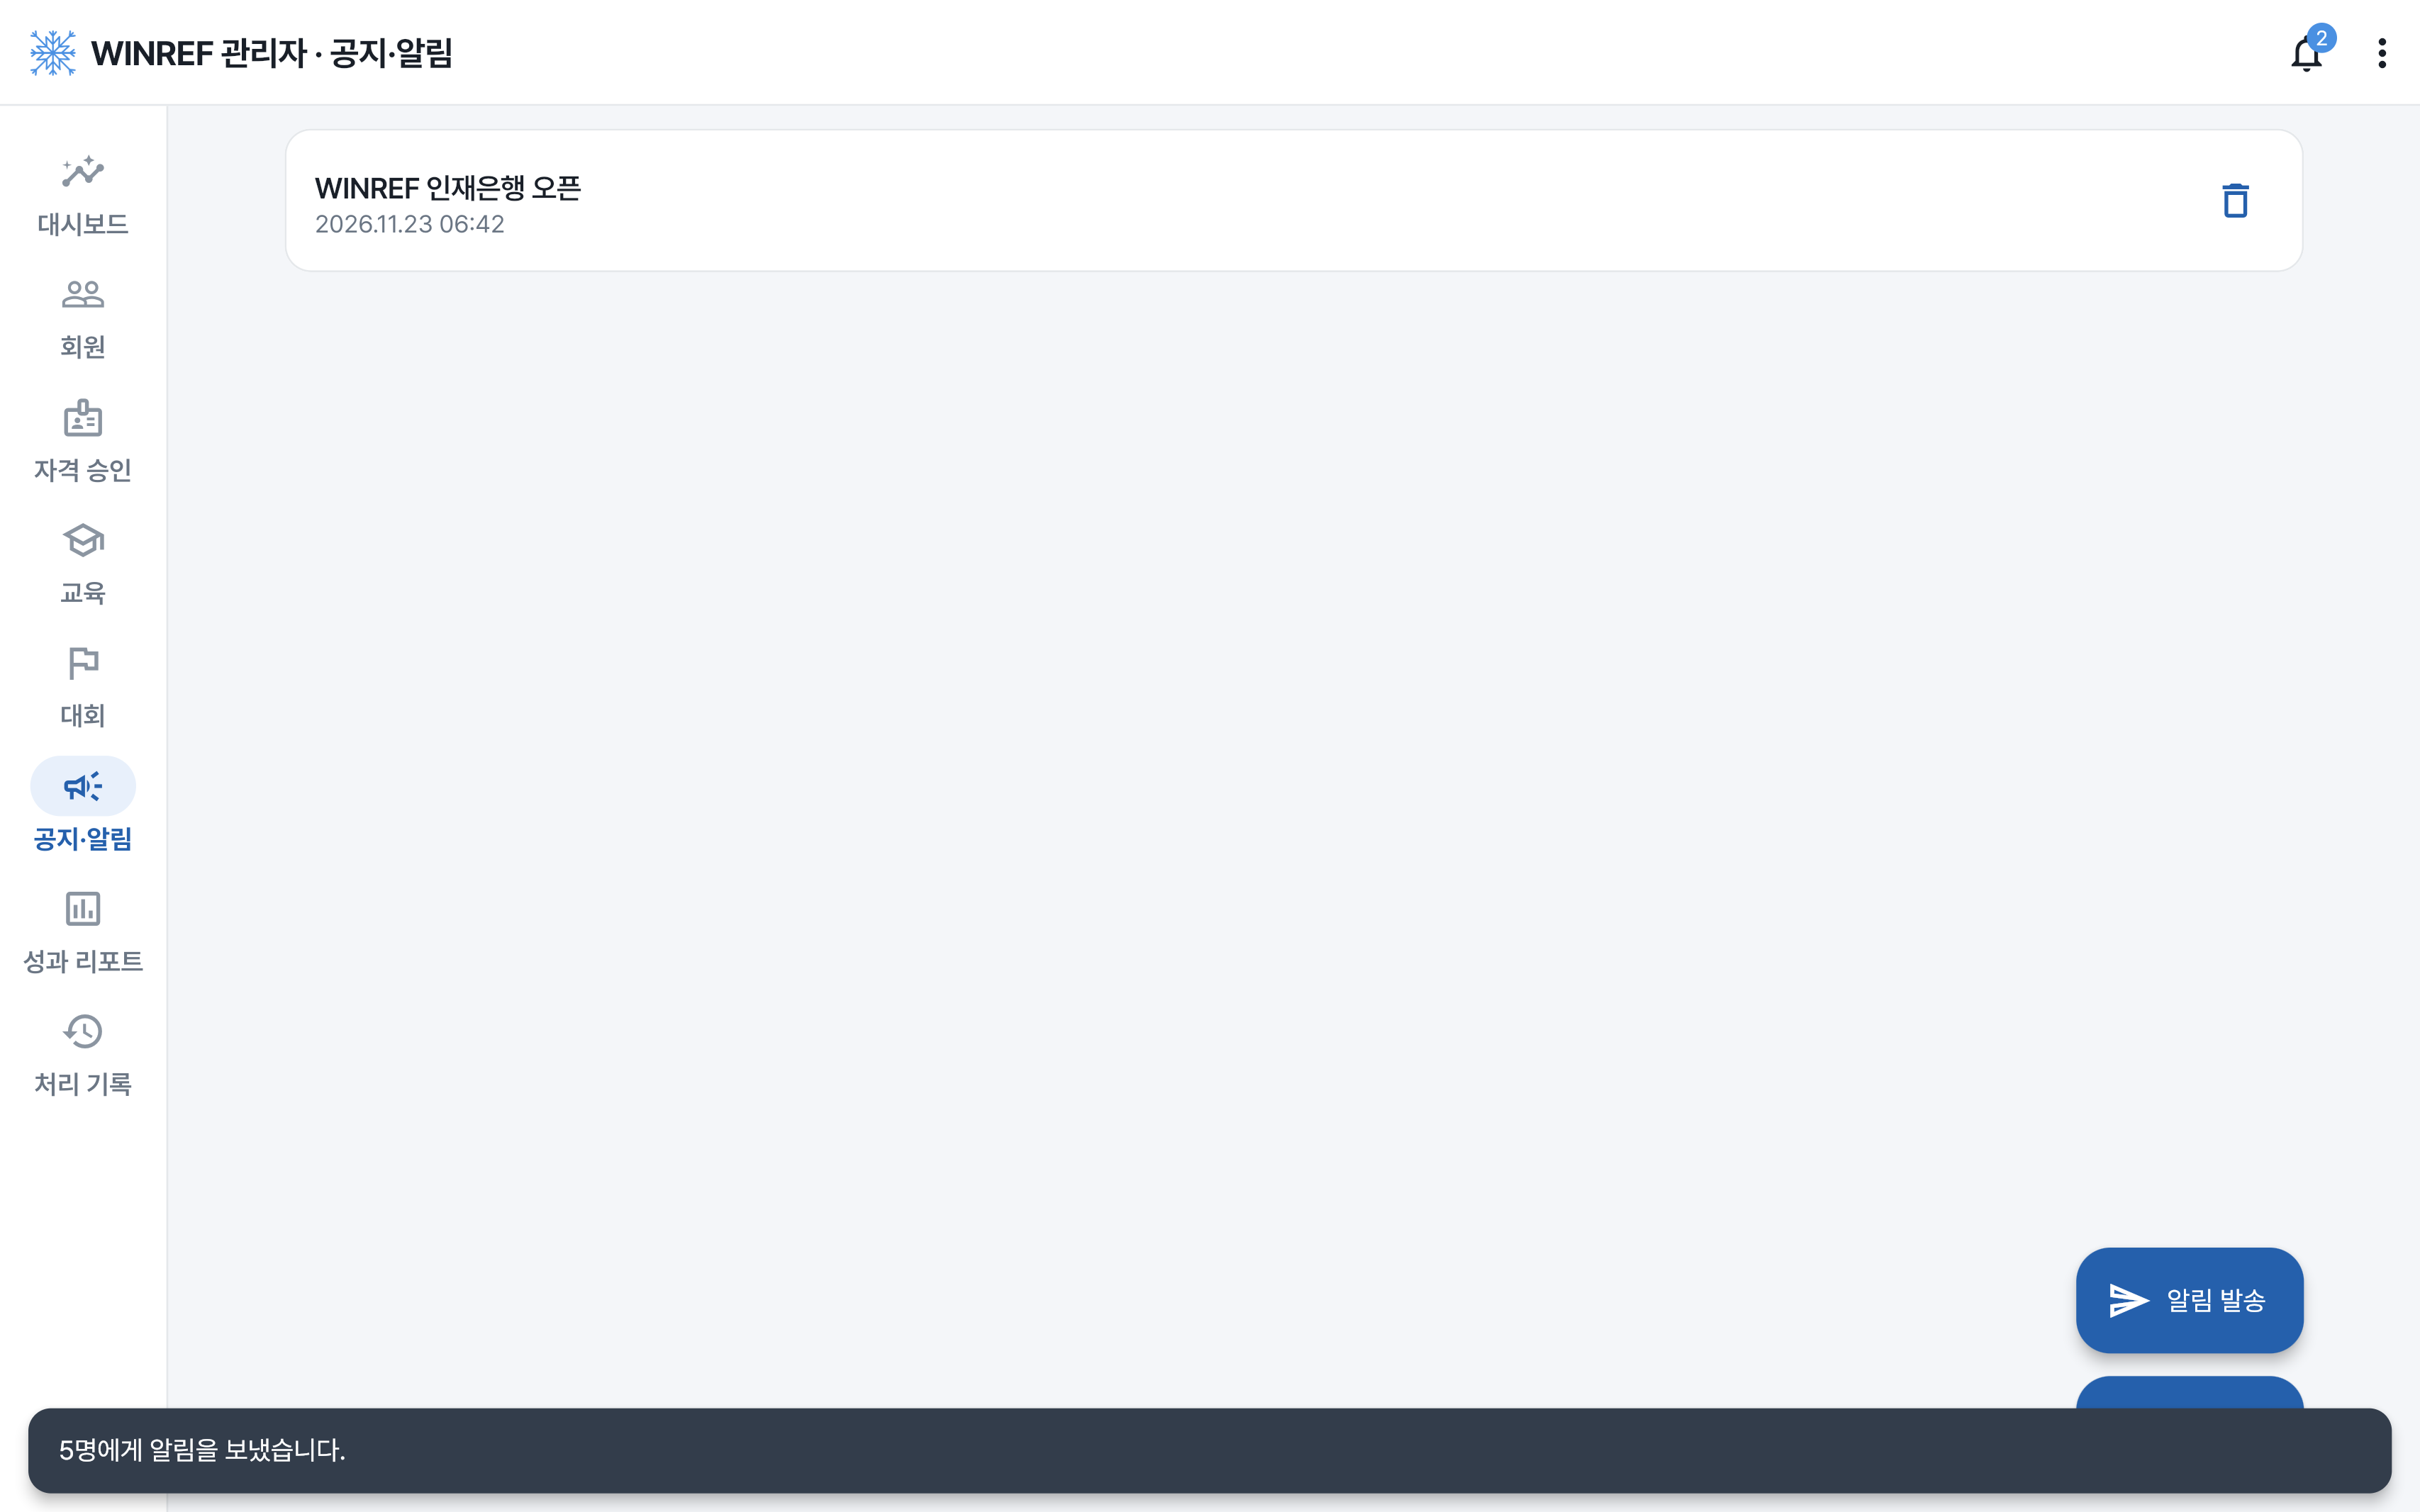 WINREF 관리자 · 공지·알림
2
대시보드
회원
자격 승인
교육
대회
공지·알림
성과 리포트
처리 기록
WINREF 인재은행 오픈
2026.11.23 06:42
알림 발송
5명에게 알림을 보냈습니다.